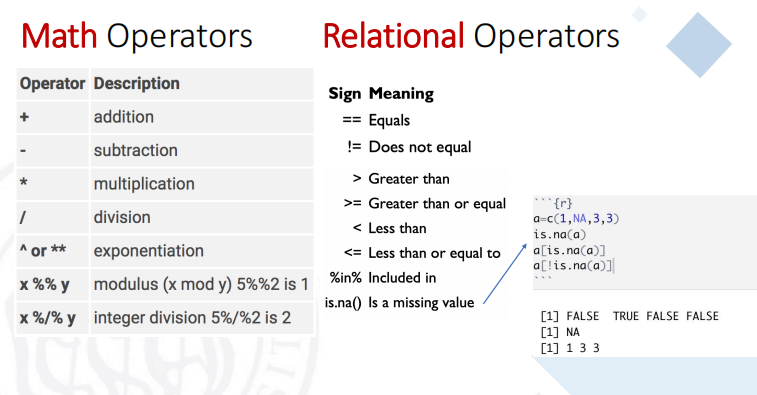 Math Operators
Operator Description
+ addition
- subtraction
* multiplication
/ division
^ or ** exponentiation
x %% y modulus (x mod y) 5%%2 is 1
x %/% y integer division 5%/%2 is 2
Relational Operators
Sign Meaning
== Equals
!= Does not equal
> Greater than
>= Greater than or equal
< Less than
<= Less than or equal to
%in% Included in
is.na() Is a missing value
```{r}
a=c(1,NA,3,3)
is.na(a)
a[is.na(a)]
a[!is.na(a)]
```
[1] FALSE  TRUE FALSE FALSE
[1] NA
[1] 1 3 3